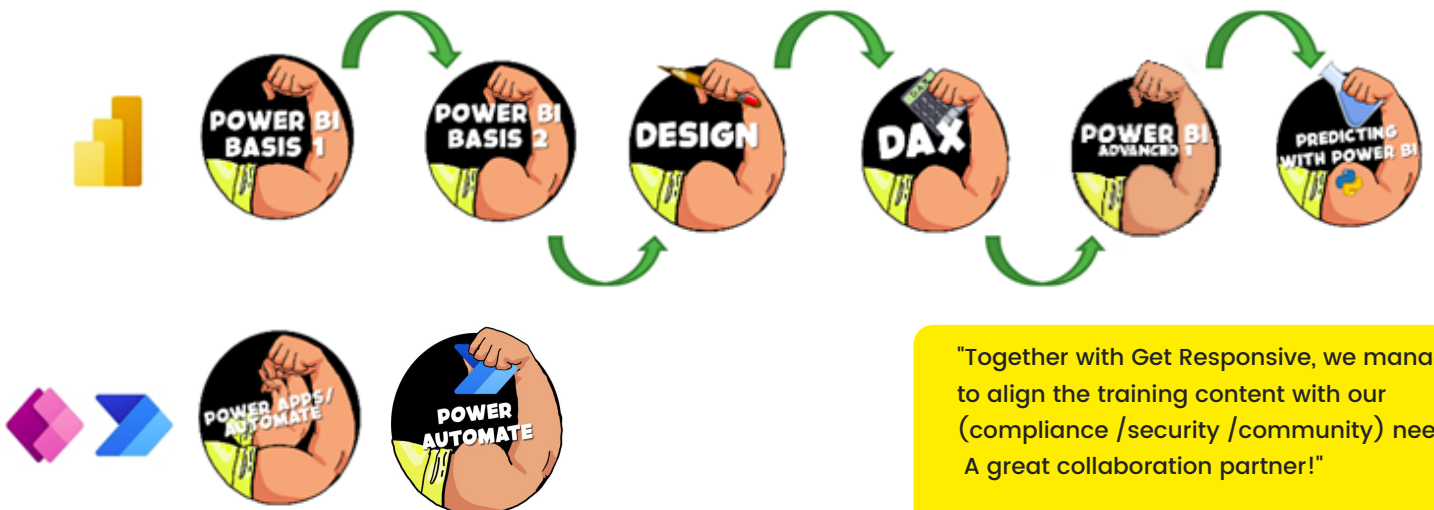 POWER BI
BASIS 1
POWER BI
BASIS 2
DESIGN
DAX
POWER BI
ADVANCED 1
PREDICTING
WITH POWER BI
POWER APPS/
AUTOMATE
POWER
AUTOMATE
"Together with Get Responsive, we mana
to align the training content with our
(compliance /security /community) nee
A great collaboration partner!"